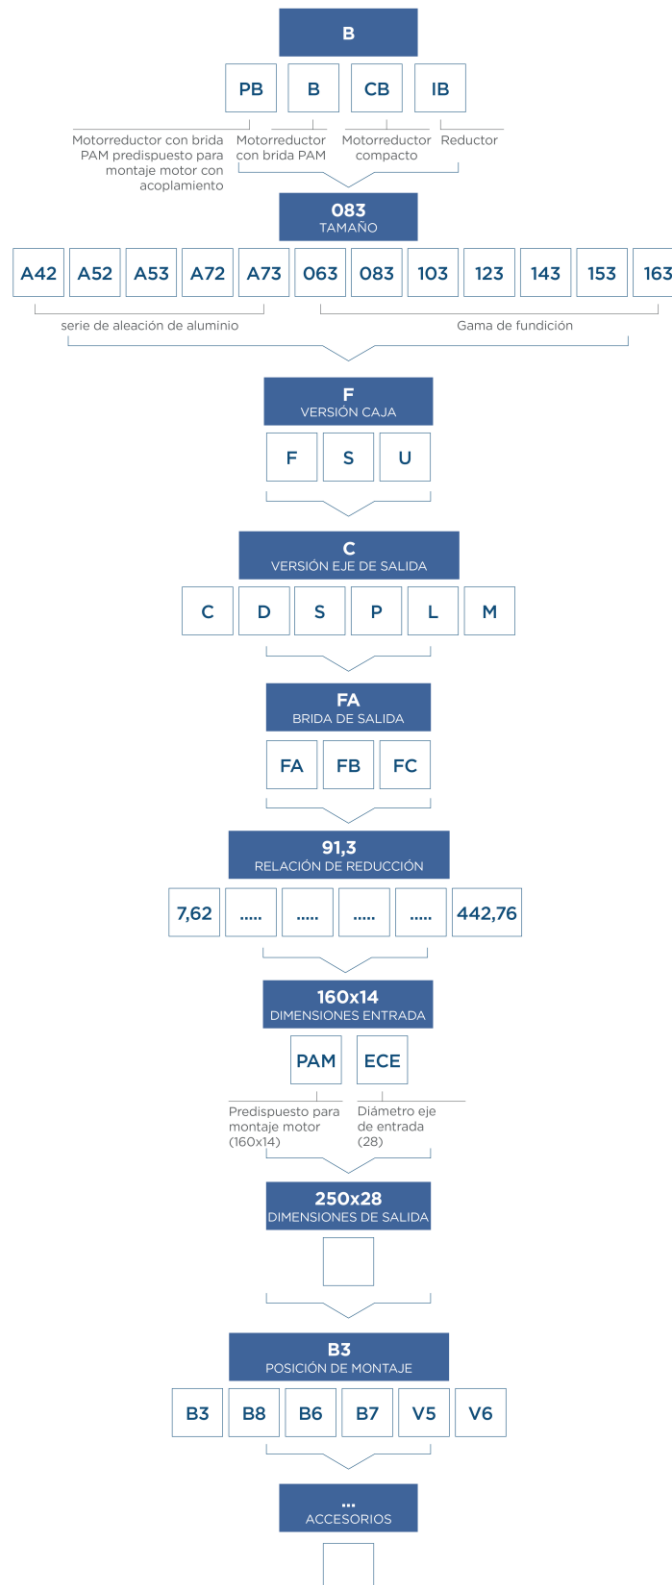 B
PB B CB IB
Motorreductor con brida
PAM predispuesto para
montaje motor con
acoplamiento
Motorreductor
con brida PAM
Motorreductor
compacto
Reductor
083
TAMAÑO
A42 A52 A53 A72 A73 063 083 103 123 143 153 163
serie de aleación de aluminio
Gama de fundición
F
VERSIÓN CAJA
F S U
C
VERSIÓN EJE DE SALIDA
C D S P L M
FA
BRIDA DE SALIDA
FA FB FC
91,3
RELACIÓN DE REDUCCIÓN
7,62 ..... ..... ..... ..... 442,76
160x14
DIMENSIONES ENTRADA
PAM ECE
Predispuesto para
montaje motor
(160x14)
Diámetro eje
de entrada
(28)
250x28
DIMENSIONES DE SALIDA
B3
POSICIÓN DE MONTAJE
B3 B8 B6 B7 V5 V6
...
ACCESORIOS